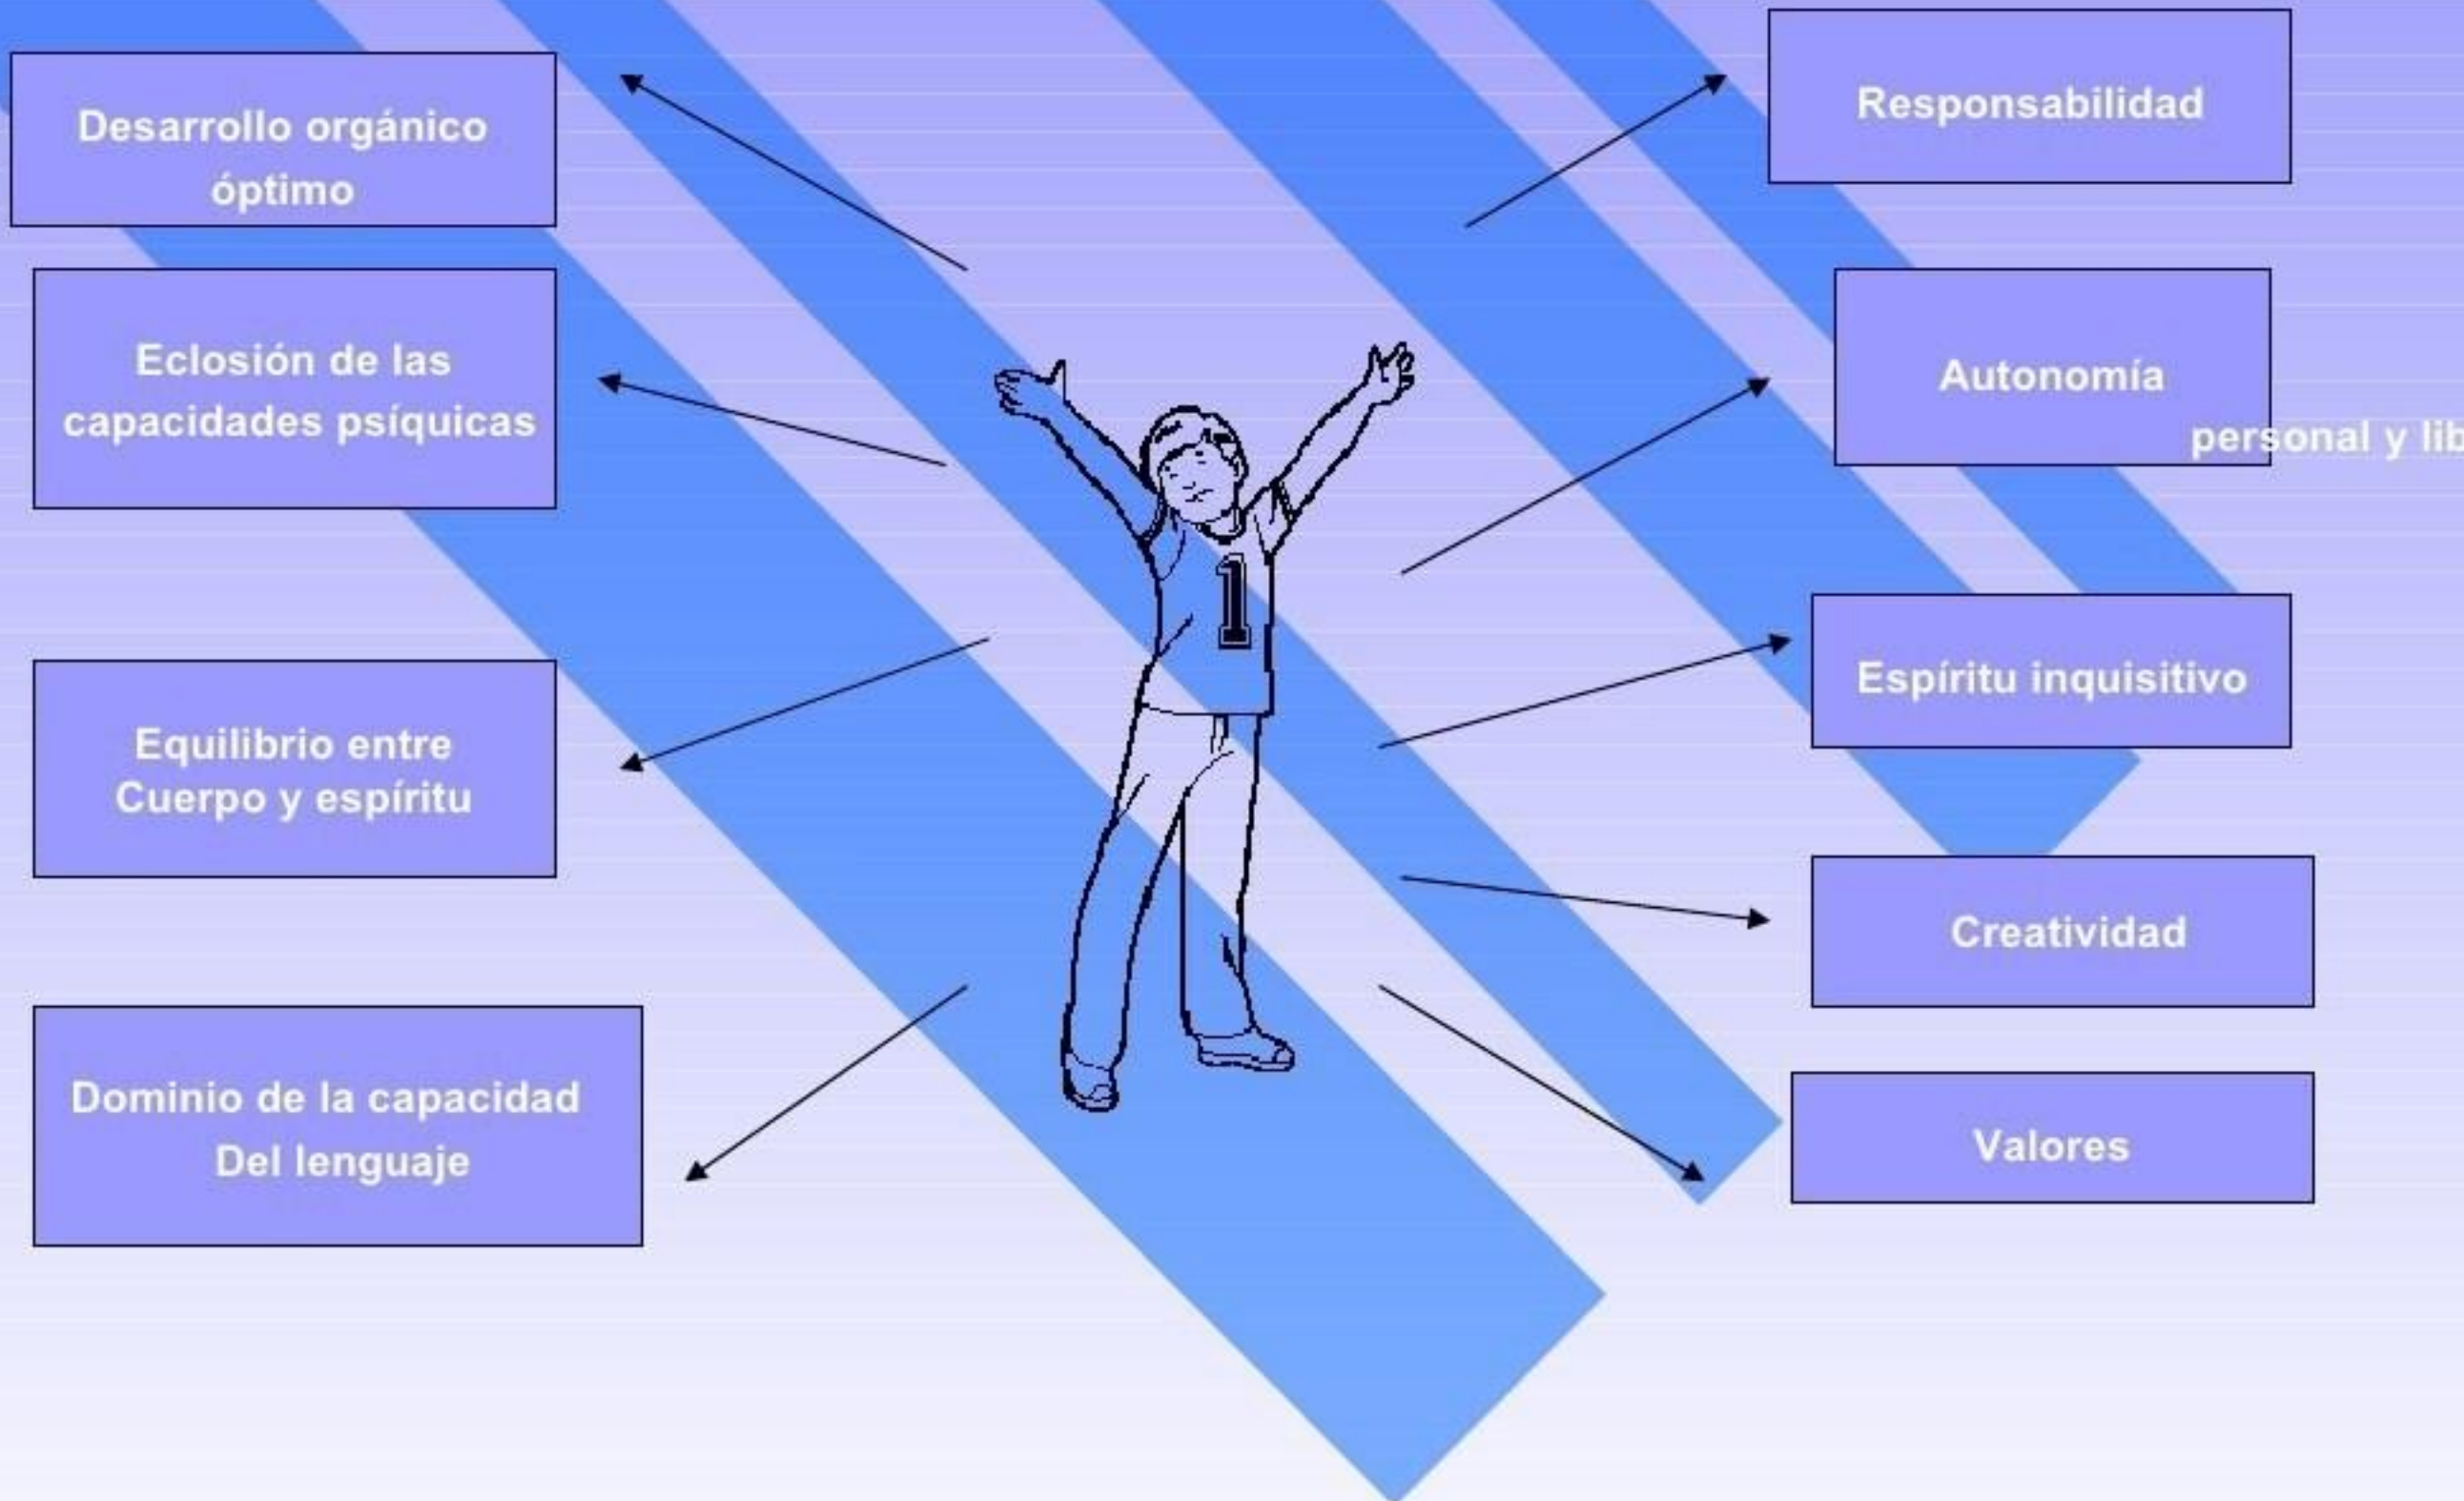 Desarrollo orgánico
óptimo
Eclosión de las
capacidades psíquicas
Equilibrio entre
Cuerpo y espíritu
Dominio de la capacidad
Del lenguaje
1
Responsabilidad
Autonomía
personal y
Espíritu inquisitivo
Creatividad
Valores